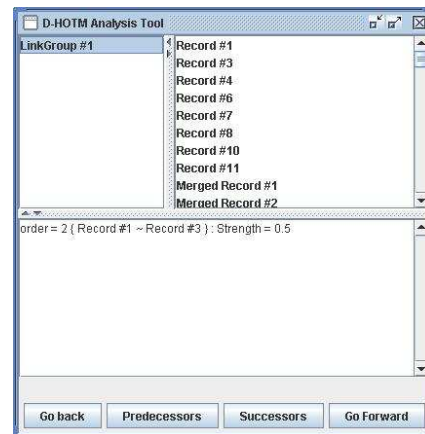 D-HOTM Analysis Tool
LinkGroup #1
Record #1
Record #3
Record #4
Record #6
Record #7
Record #8
Record #10
Record #11
Merged Record #1
Merged Record #2
order = 2 { Record #1 ~ Record #3 } : Strength = 0.5
Go back
Predecessors
Successors
Go Forward